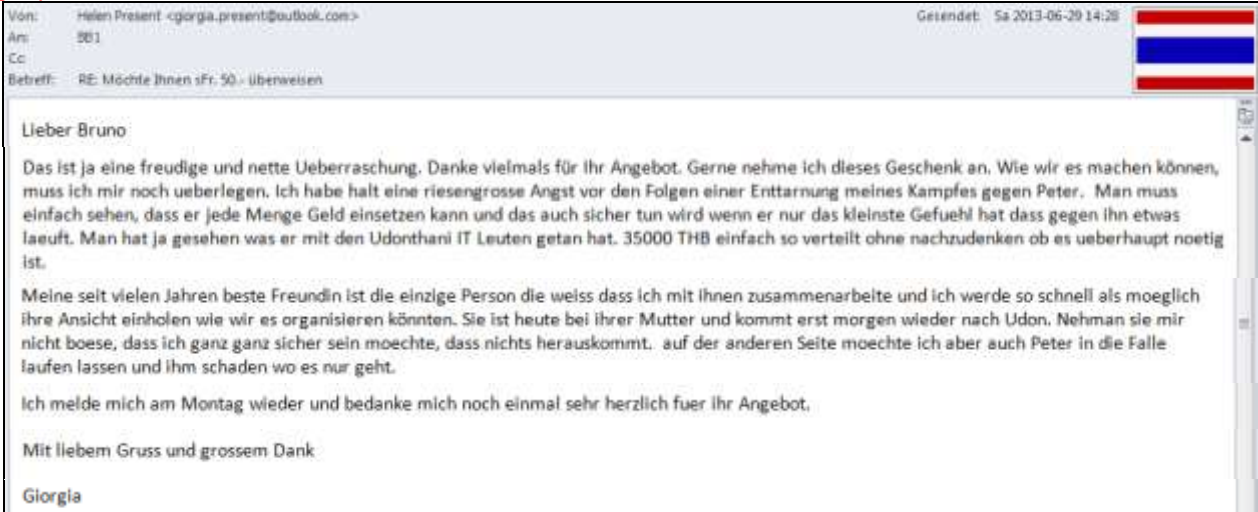 Von: Helen Present <giorgia.present@outlook.com> Gesendet: Sa 2013-06-29 14:28
An: BB1
Cc:
Betreff: RE: Möchte Ihnen sFr. 50.- überweisen
Lieber Bruno
Das ist ja eine freudige und nette Ueberraschung. Danke vielmals für Ihr Angebot. Gerne nehme ich dieses Geschenk an. Wie wir es machen können,
muss ich mir noch ueberlegen. Ich habe halt eine riesengrosse Angst vor den Folgen einer Enttarnung meines Kampfes gegen Peter. Man muss
einfach sehen, dass er jede Menge Geld einsetzen kann und das auch sicher tun wird wenn er nur das kleinste Gefuehl hat dass gegen ihn etwas
laeuft. Man hat ja gesehen was er mit den Udonthani IT Leuten getan hat. 35000 THB einfach so verteilt ohne nachzudenken ob es ueberhaupt noetig
ist.
Meine seit vielen Jahren beste Freundin ist die einzige Person die weiss dass ich mit Ihnen zusammenarbeite und ich werde so schnell als moeglich
ihre Ansicht einholen wie wir es organisieren könnten. Sie ist heute bei ihrer Mutter und kommt erst morgen wieder nach Udon. Nehman sie mir
nicht boese, dass ich ganz ganz sicher sein moechte, dass nichts herauskommt. auf der anderen Seite moechte ich aber auch Peter in die Falle
laufen lassen und ihm schaden wo es nur geht.
Ich melde mich am Montag wieder und bedanke mich noch einmal sehr herzlich fuer ihr Angebot.
Mit liebem Gruss und grossem Dank
Giorgia